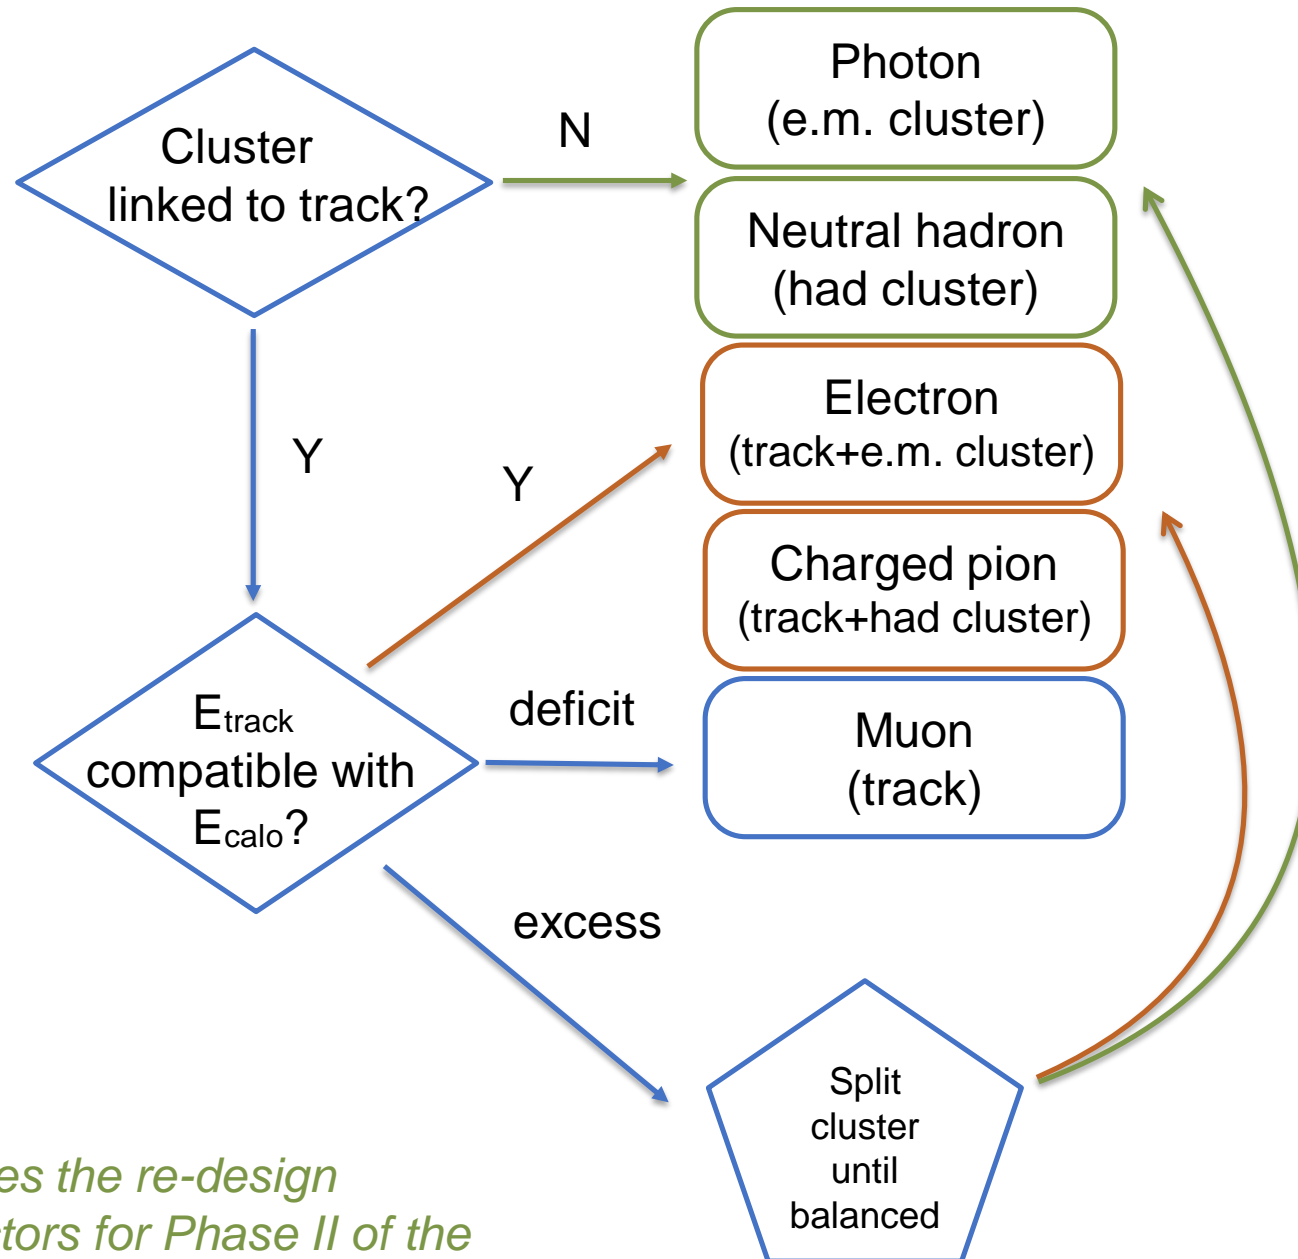 Cluster
linked to track?
N
Photon
(e.m. cluster)
Neutral hadron
(had cluster)
Y
Y
Electron
(track+e.m. cluster)
Charged pion
(track+had cluster)
Etrack
compatible with
Ecalo?
deficit
Muon
(track)
excess
Split
cluster
until
balanced
es the re-design
ctors for Phase II of the